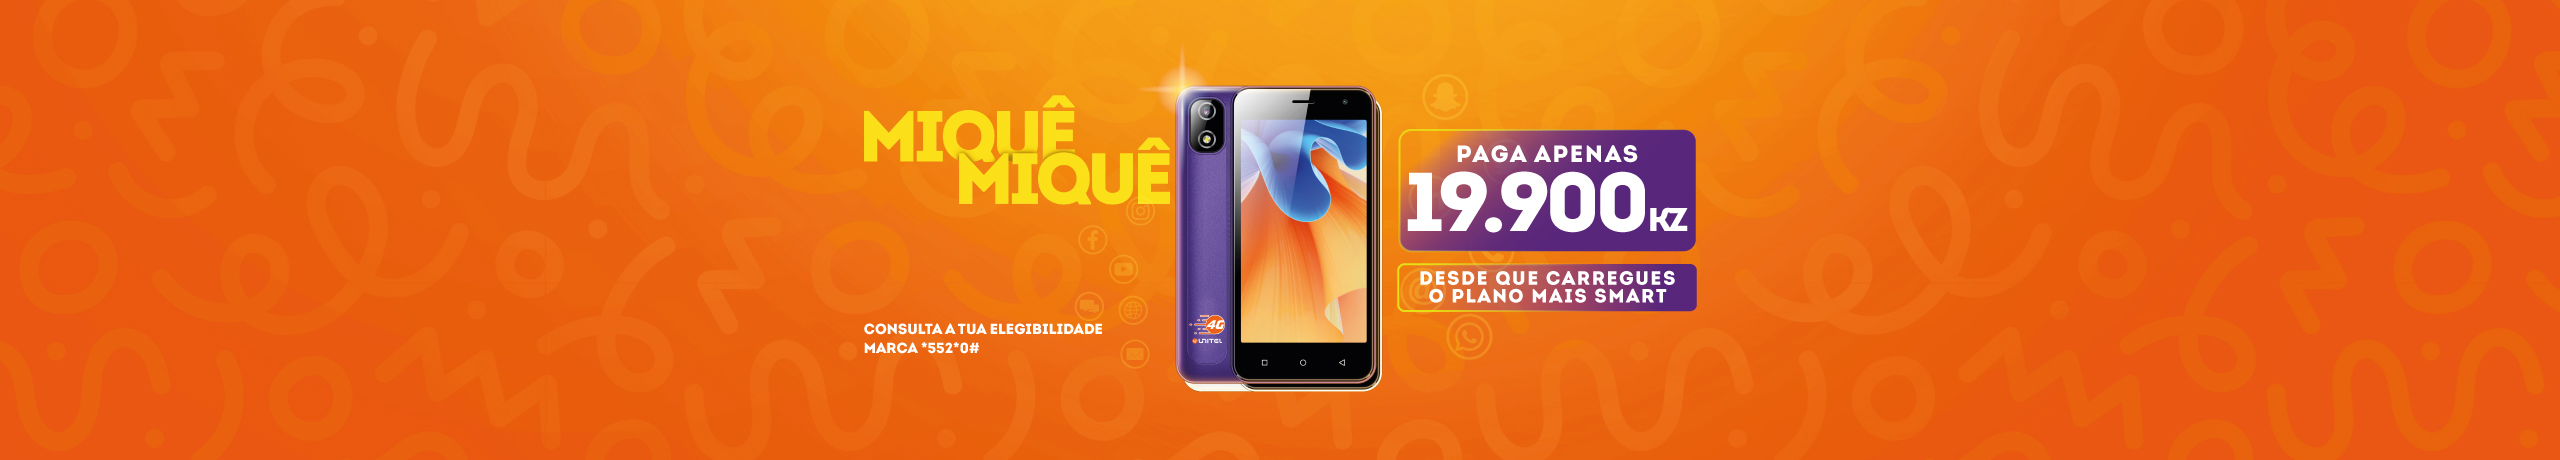 MIQUÊ
MIQUÊ
CONSULTA A TUA ELEGIBILIDADE
MARCA *552*0#
4G
UNITEL
PAGA APENAS
19.900KZ
DESDE QUE CARREGUES
O PLANO MAIS SMART